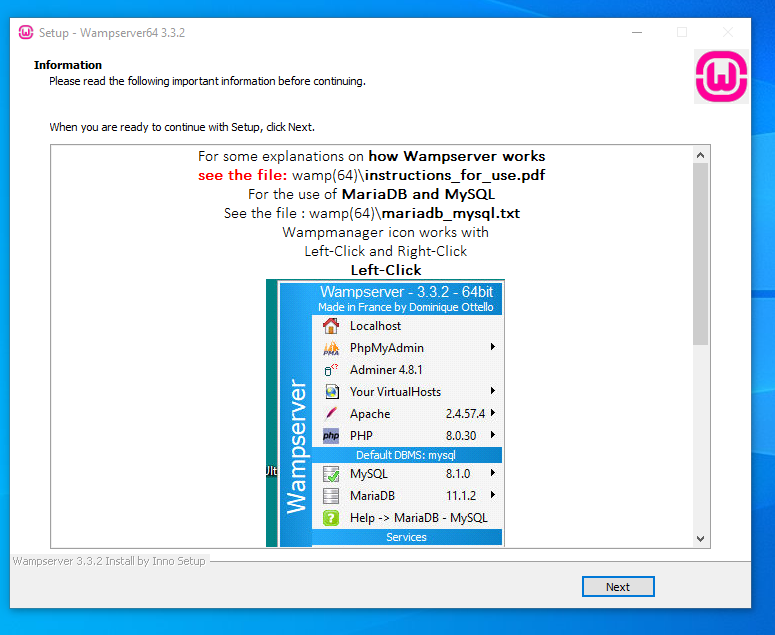 Setup - Wampserver64 3.3.2
Information
Please read the following important information before continuing.
When you are ready to continue with Setup, click Next.
For some explanations on how Wampserver works
see the file: wamp(64)\instructions_for_use.pdf
For the use of MariaDB and MySQL
See the file : wamp(64)\mariadb_mysql.txt
Wampmanager icon works with
Left-Click and Right-Click
Left-Click
Wampserver - 3.3.2 - 64bit
Made in France by Dominique Ottello
Localhost
PhpMyAdmin
Adminer 4.8.1
Your VirtualHosts
Apache 2.4.57.4
PHP 8.0.30
Default DBMS: mysql
MySQL 8.1.0
MariaDB 11.1.2
Help -> MariaDB - MySQL
Services
Wampserver
Wampserver 3.3.2 Install by Inno Setup
Next